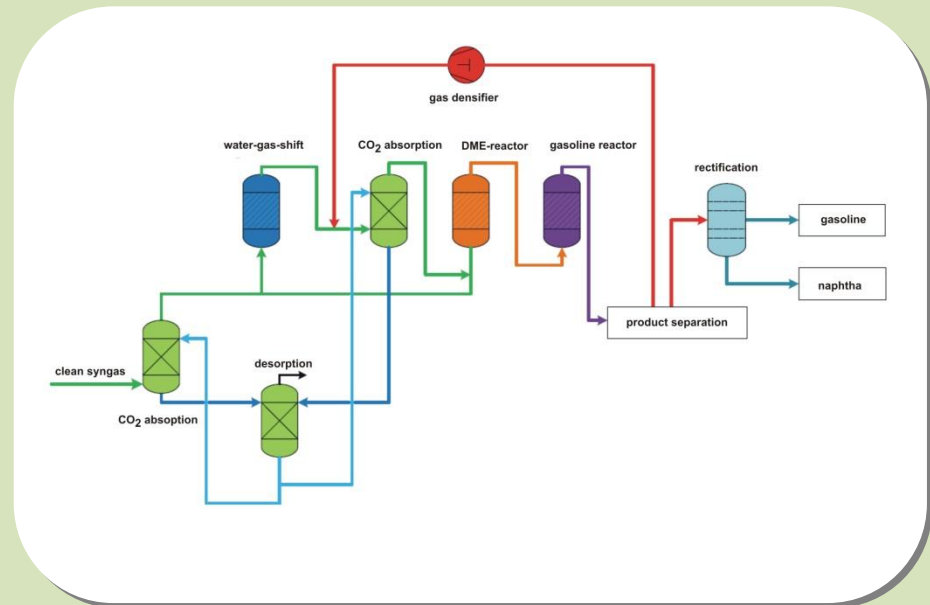 gas densifier
water-gas-shift
CO2 absorption
DME-reactor
gasoline reactor
rectification
gasoline
naphtha
product separation
clean syngas
desorption
CO2 absoption